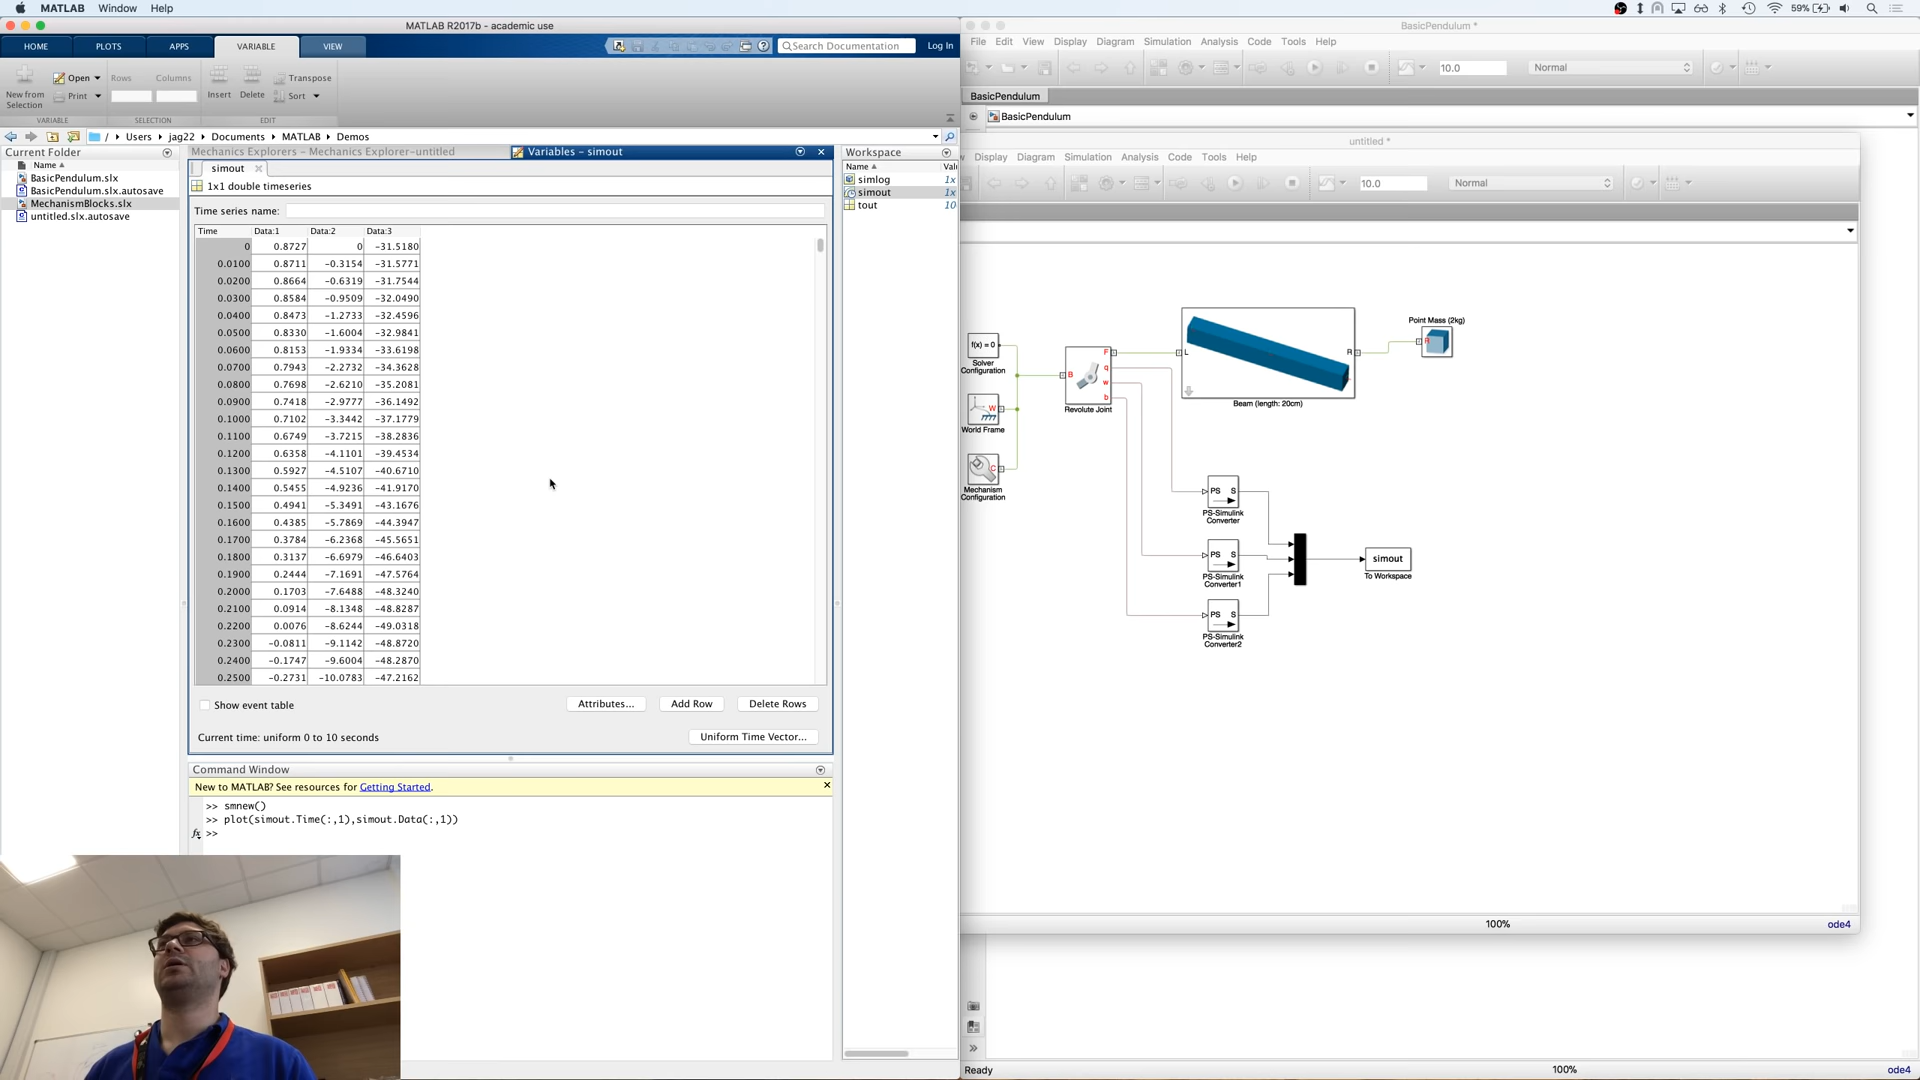 MATLAB Window Help
59%
MATLAB R2017b - academic use
HOME PLOTS APPS VARIABLE VIEW
Search Documentation
Log In
New from
Selection
Open
Print
Rows
Columns
Insert
Delete
Transpose
Sort
VARIABLE SELECTION EDIT
/ Users jag22 Documents MATLAB Demos
Current Folder
Name
BasicPendulum.slx
BasicPendulum.slx.autosave
MechanismBlocks.slx
untitled.slx.autosave
Mechanics Explorers - Mechanics Explorer-untitled
Variables - simout
simout
1x1 double timeseries
Time series name:
Time Data:1 Data:2 Data:3
0 0.8727 0 -31.5180
0.0100 0.8711 -0.3154 -31.5771
0.0200 0.8664 -0.6319 -31.7544
0.0300 0.8584 -0.9509 -32.0490
0.0400 0.8473 -1.2733 -32.4596
0.0500 0.8330 -1.6004 -32.9841
0.0600 0.8153 -1.9334 -33.6198
0.0700 0.7943 -2.2732 -34.3628
0.0800 0.7698 -2.6210 -35.2081
0.0900 0.7418 -2.9777 -36.1492
0.1000 0.7102 -3.3442 -37.1779
0.1100 0.6749 -3.7215 -38.2836
0.1200 0.6358 -4.1101 -39.4534
0.1300 0.5927 -4.5107 -40.6710
0.1400 0.5455 -4.9236 -41.9170
0.1500 0.4941 -5.3491 -43.1676
0.1600 0.4385 -5.7869 -44.3947
0.1700 0.3784 -6.2368 -45.5651
0.1800 0.3137 -6.6979 -46.6403
0.1900 0.2444 -7.1691 -47.5764
0.2000 0.1703 -7.6488 -48.3240
0.2100 0.0914 -8.1348 -48.8287
0.2200 0.0076 -8.6244 -49.0318
0.2300 -0.0811 -9.1142 -48.8720
0.2400 -0.1747 -9.6004 -48.2870
0.2500 -0.2731 -10.0783 -47.2162
Show event table
Attributes... Add Row Delete Rows
Current time: uniform 0 to 10 seconds
Uniform Time Vector...
Command Window
New to MATLAB? See resources for Getting Started.
>> smnew()
>> plot(simout.Time(:,1),simout.Data(:,1))
fx >>
Workspace
Name Valu
simlog 1x
simout 1x
tout 10
BasicPendulum *
File Edit View Display Diagram Simulation Analysis Code Tools Help
10.0
Normal
BasicPendulum
BasicPendulum
untitled *
Display Diagram Simulation Analysis Code Tools Help
10.0
Normal
f(x) = 0
Solver
Configuration
W
World Frame
C
Mechanism
Configuration
B
F
q
w
b
Revolute Joint
L
R
Beam (length: 20cm)
Point Mass (2kg)
R
PS S
PS-Simulink
Converter
PS S
PS-Simulink
Converter1
PS S
PS-Simulink
Converter2
simout
To Workspace
100%
ode4
Ready
100%
ode4